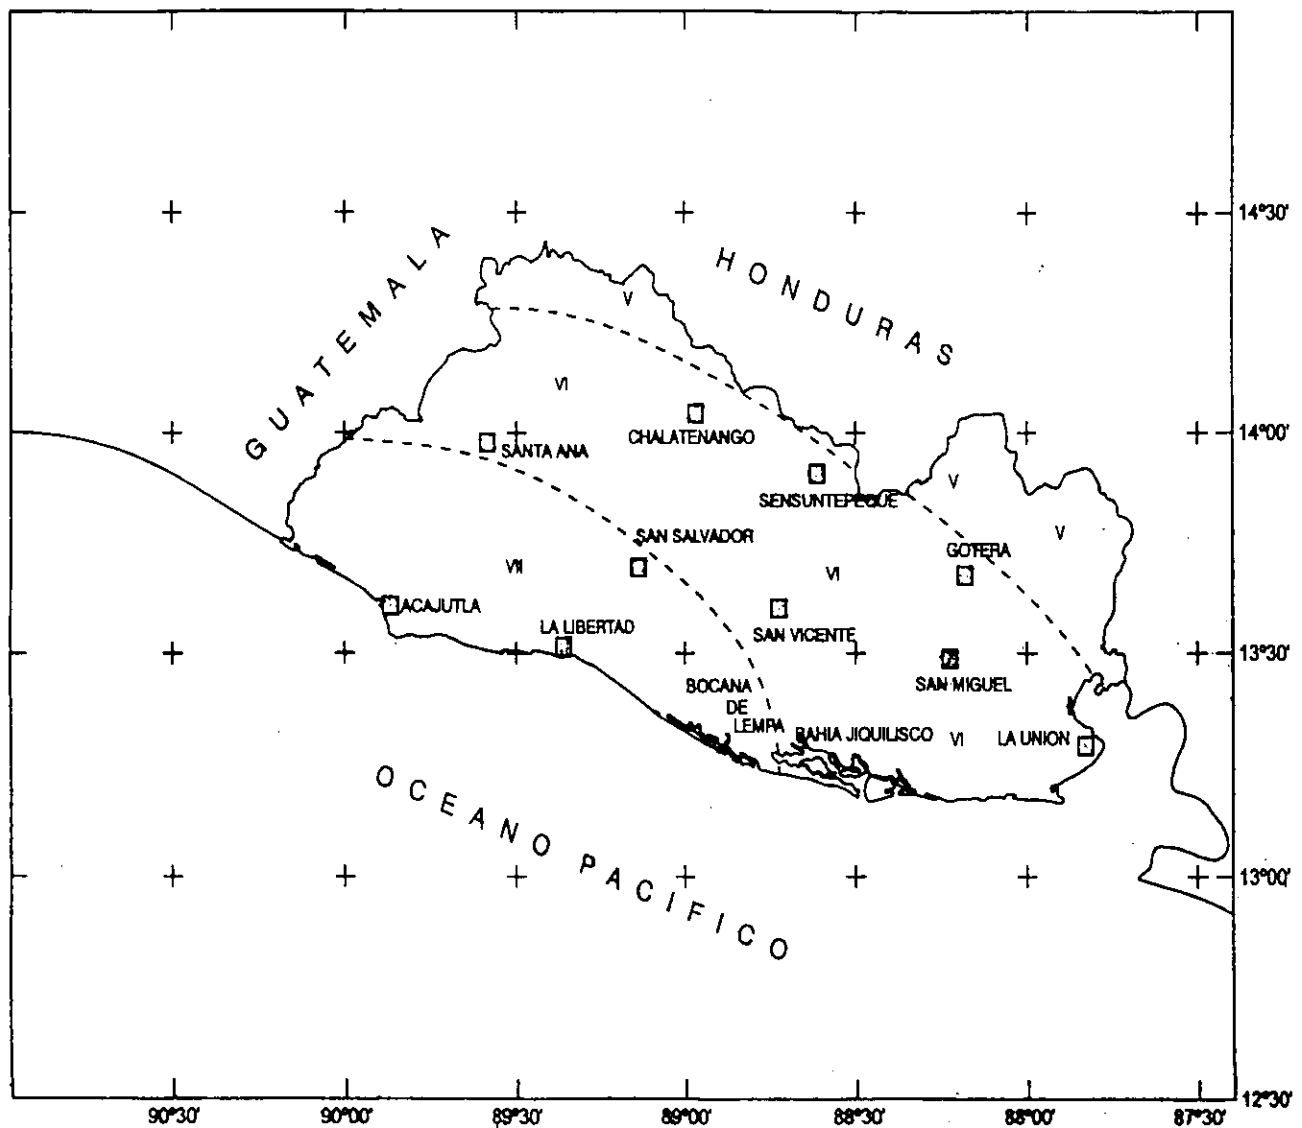 14°30'
HONDURAS
GUATEMALA
V
VI
CHALATENANGO
14°00'
SANTA ANA
V
SENSUNTEPEQUE
SAN SALVADOR
V
GOTERA
VII
VI
ACAJUTLA
LA LIBERTAD
SAN VICENTE
13°30'
SAN MIGUEL
BOCANA
DE
LEMPA
BAHIA JIQUILISCO
VI
LA UNION
OCEANO PACIFICO
13°00'
12°30'
90°30'
90°00'
89°30'
89°00'
88°30'
88°00'
87°30'